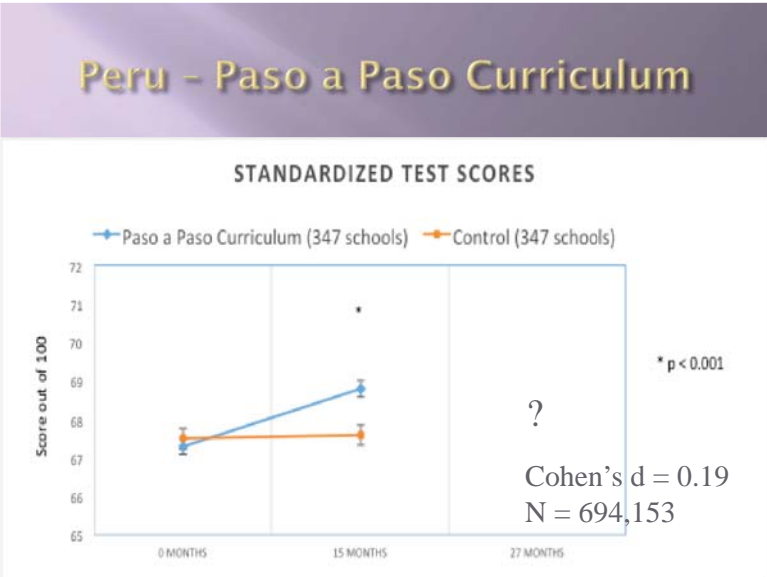 Peru – Paso a Paso Curriculum
STANDARDIZED TEST SCORES
Paso a Paso Curriculum (347 schools) Control (347 schools)
72
71
70
69
68
67
66
65
Score out of 100
*
* p < 0.001
?
Cohen’s d = 0.19
N = 694,153
0 MONTHS 15 MONTHS 27 MONTHS